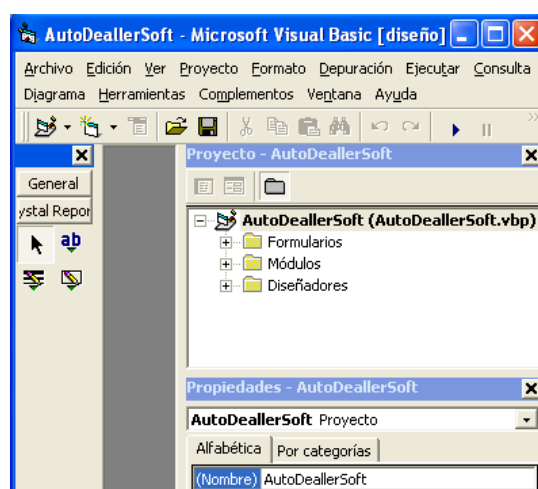 AutoDeallerSoft - Microsoft Visual Basic [diseño]
Archivo Edición Ver Proyecto Formato Depuración Ejecutar Consulta
Diagrama Herramientas Complementos Ventana Ayuda
Proyecto - AutoDeallerSoft
General
ystal Repor
ab
AutoDeallerSoft (AutoDeallerSoft.vbp)
Formularios
Módulos
Diseñadores
Propiedades - AutoDeallerSoft
AutoDeallerSoft Proyecto
Alfabética Por categorías
(Nombre) AutoDeallerSoft